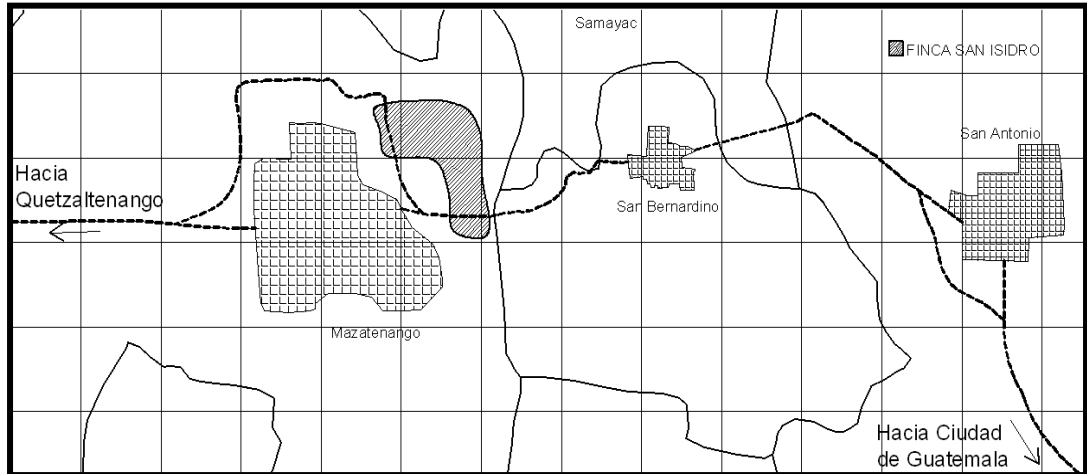 Samayac
FINCA SAN ISIDRO
San Antonio
Hacia
Quetzaltenango
San Bernardino
Mazatenango
Hacia Ciudad
de Guatemala